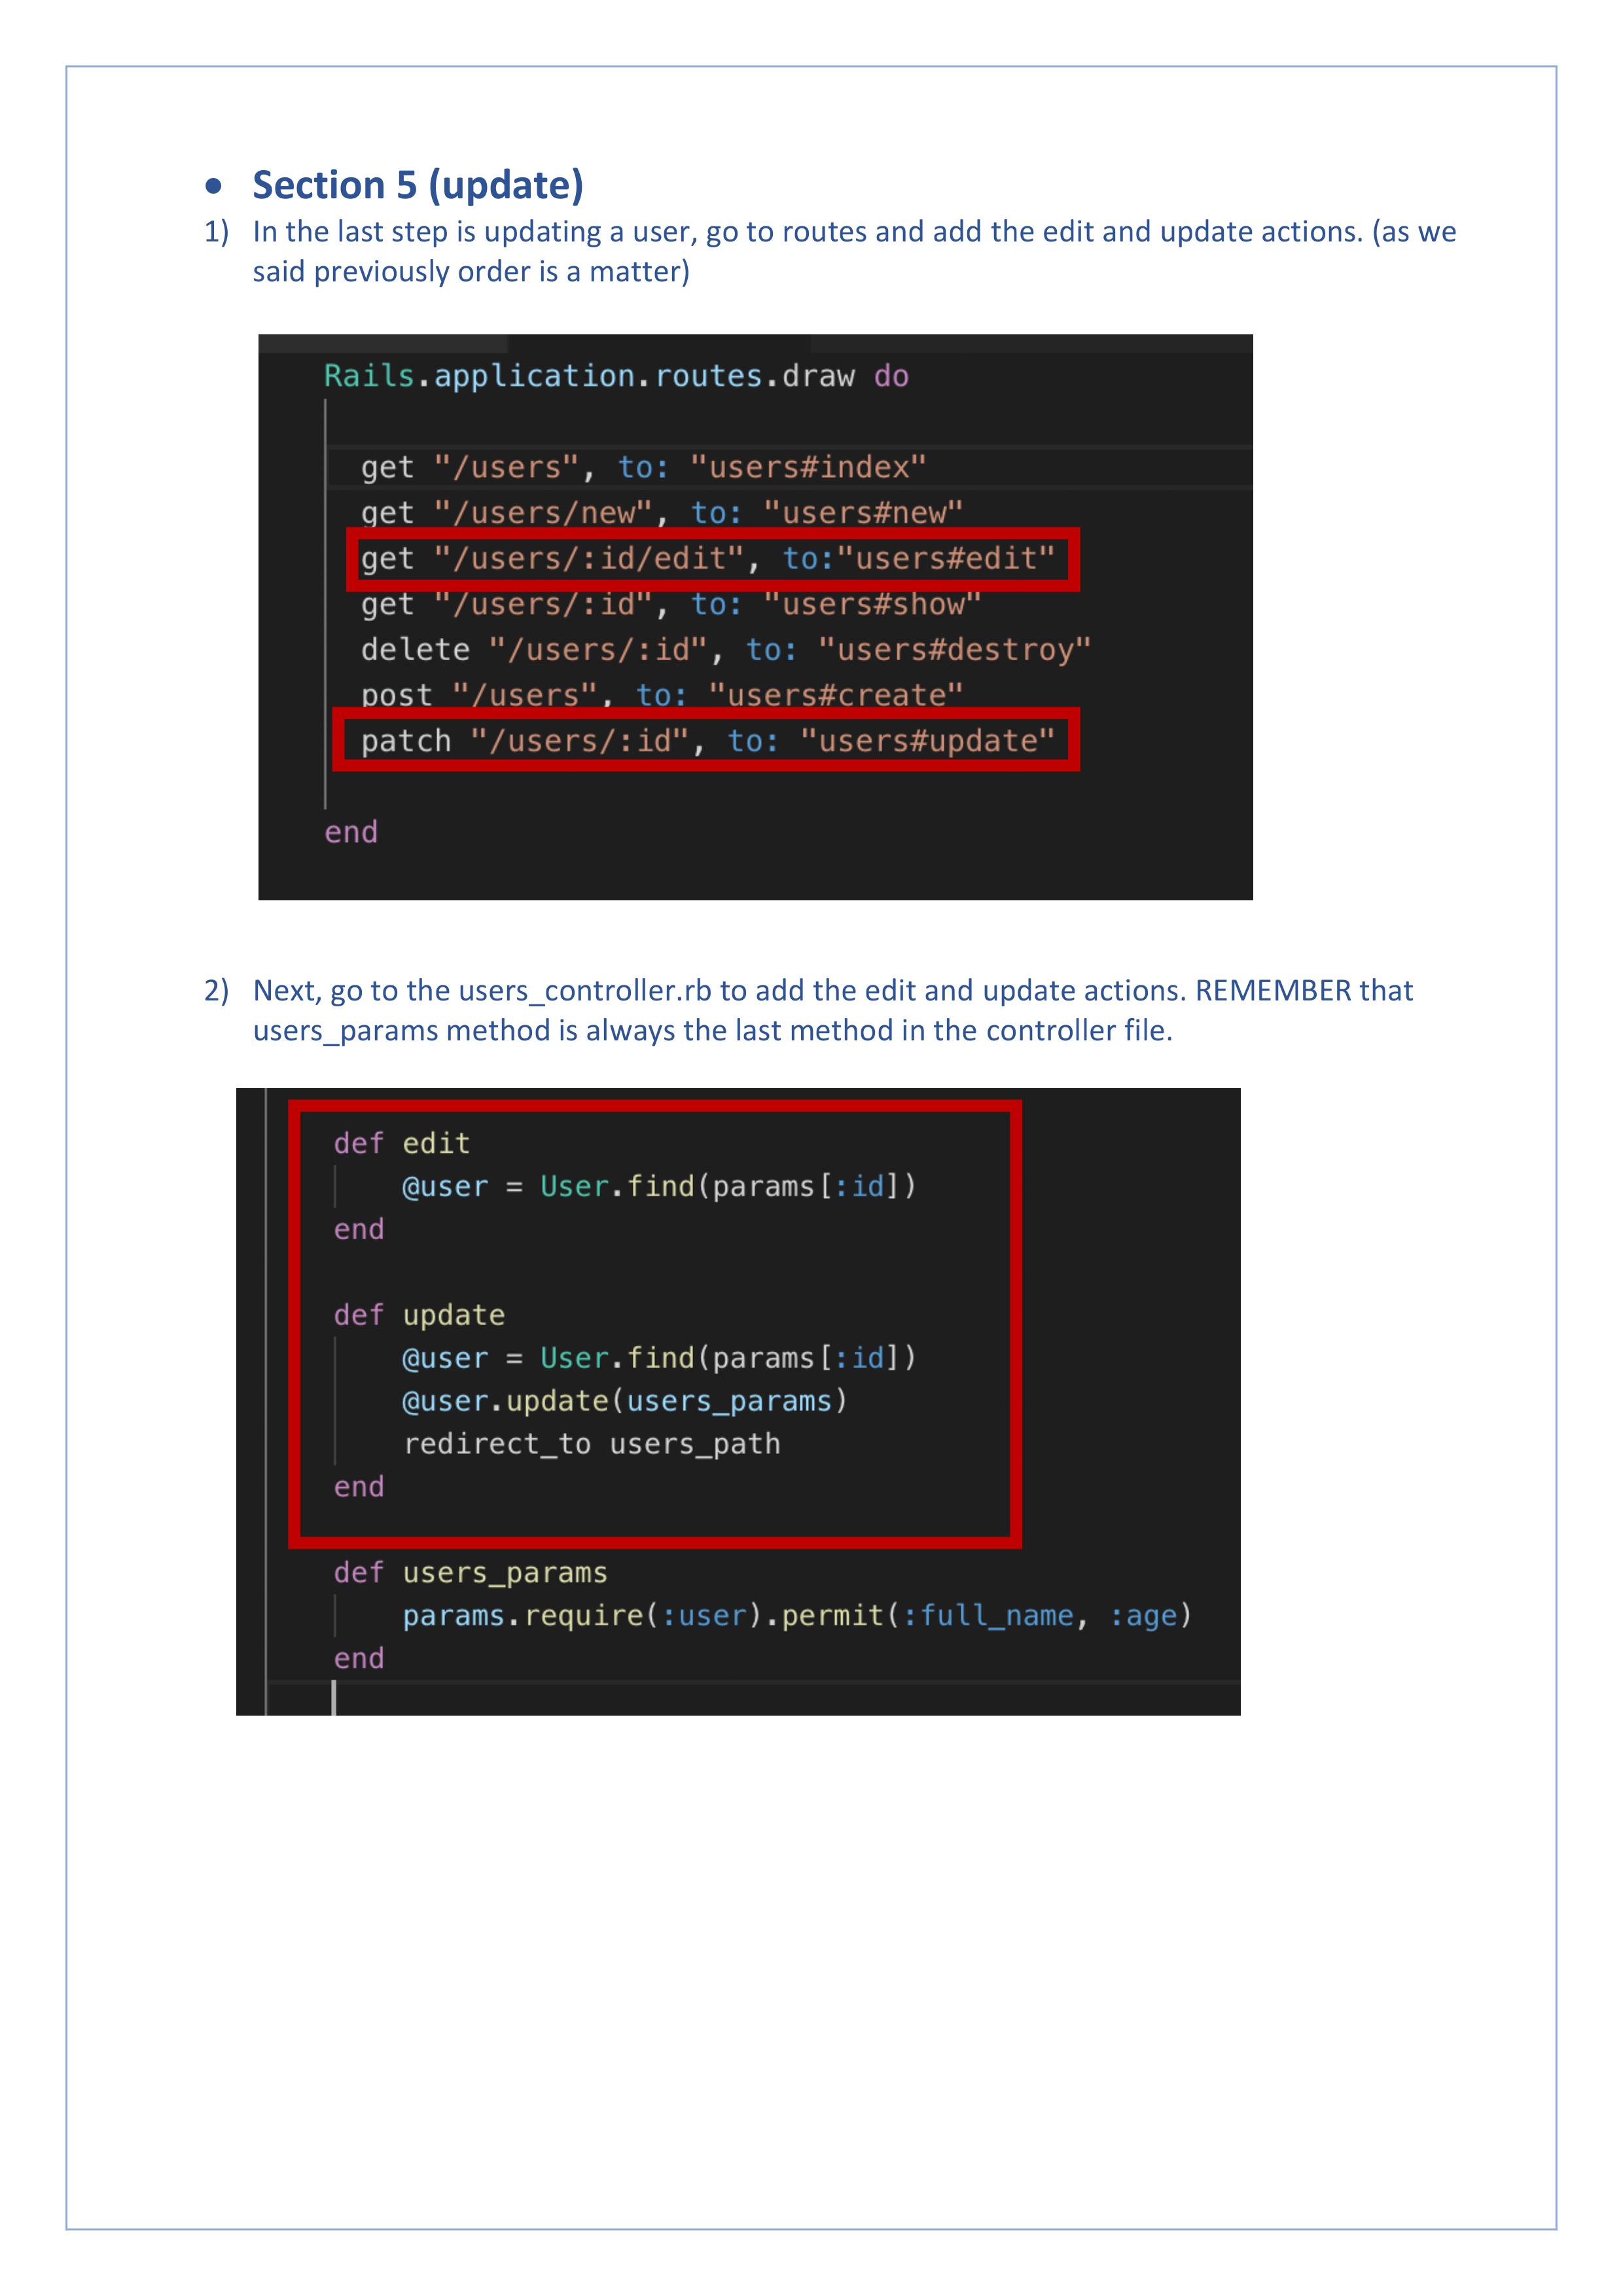 • Section 5 (update)
1) In the last step is updating a user, go to routes and add the edit and update actions. (as we
said previously order is a matter)
Rails.application.routes.draw do
get "/users", to: "users#index"
get "/users/new", to: "users#new"
get "/users/:id/edit", to:"users#edit"
get "/users/:id", to: "users#show"
delete "/users/:id", to: "users#destroy"
post "/users", to: "users#create"
patch "/users/:id", to: "users#update"
end
2) Next, go to the users_controller.rb to add the edit and update actions. REMEMBER that
users_params method is always the last method in the controller file.
def edit
@user = User.find(params[:id])
end
def update
@user = User.find(params[:id])
@user.update(users_params)
redirect_to users_path
end
def users_params
params.require(:user).permit(:full_name, :age)
end